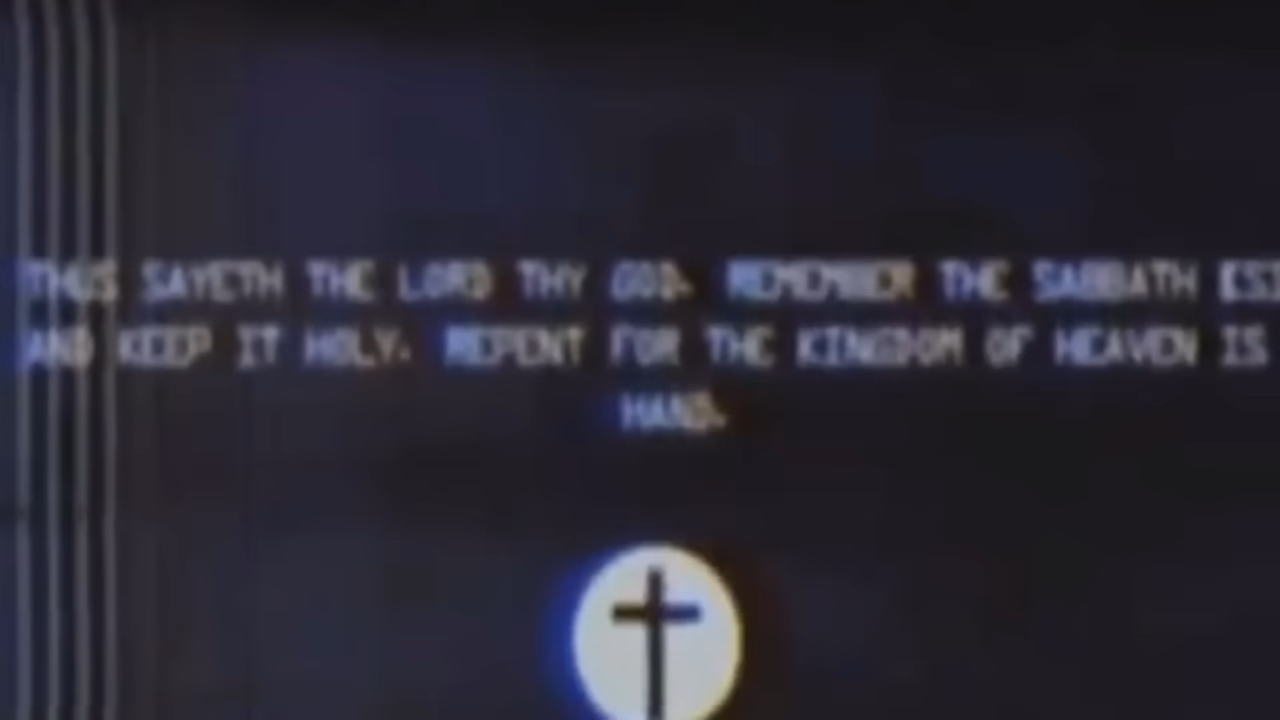 THUS SAYETH THE LORD THY GOD. REMEMBER THE SABBATH
AND KEEP IT HOLY. REPENT FOR THE KINGDOM OF HEAVEN IS
HAND.